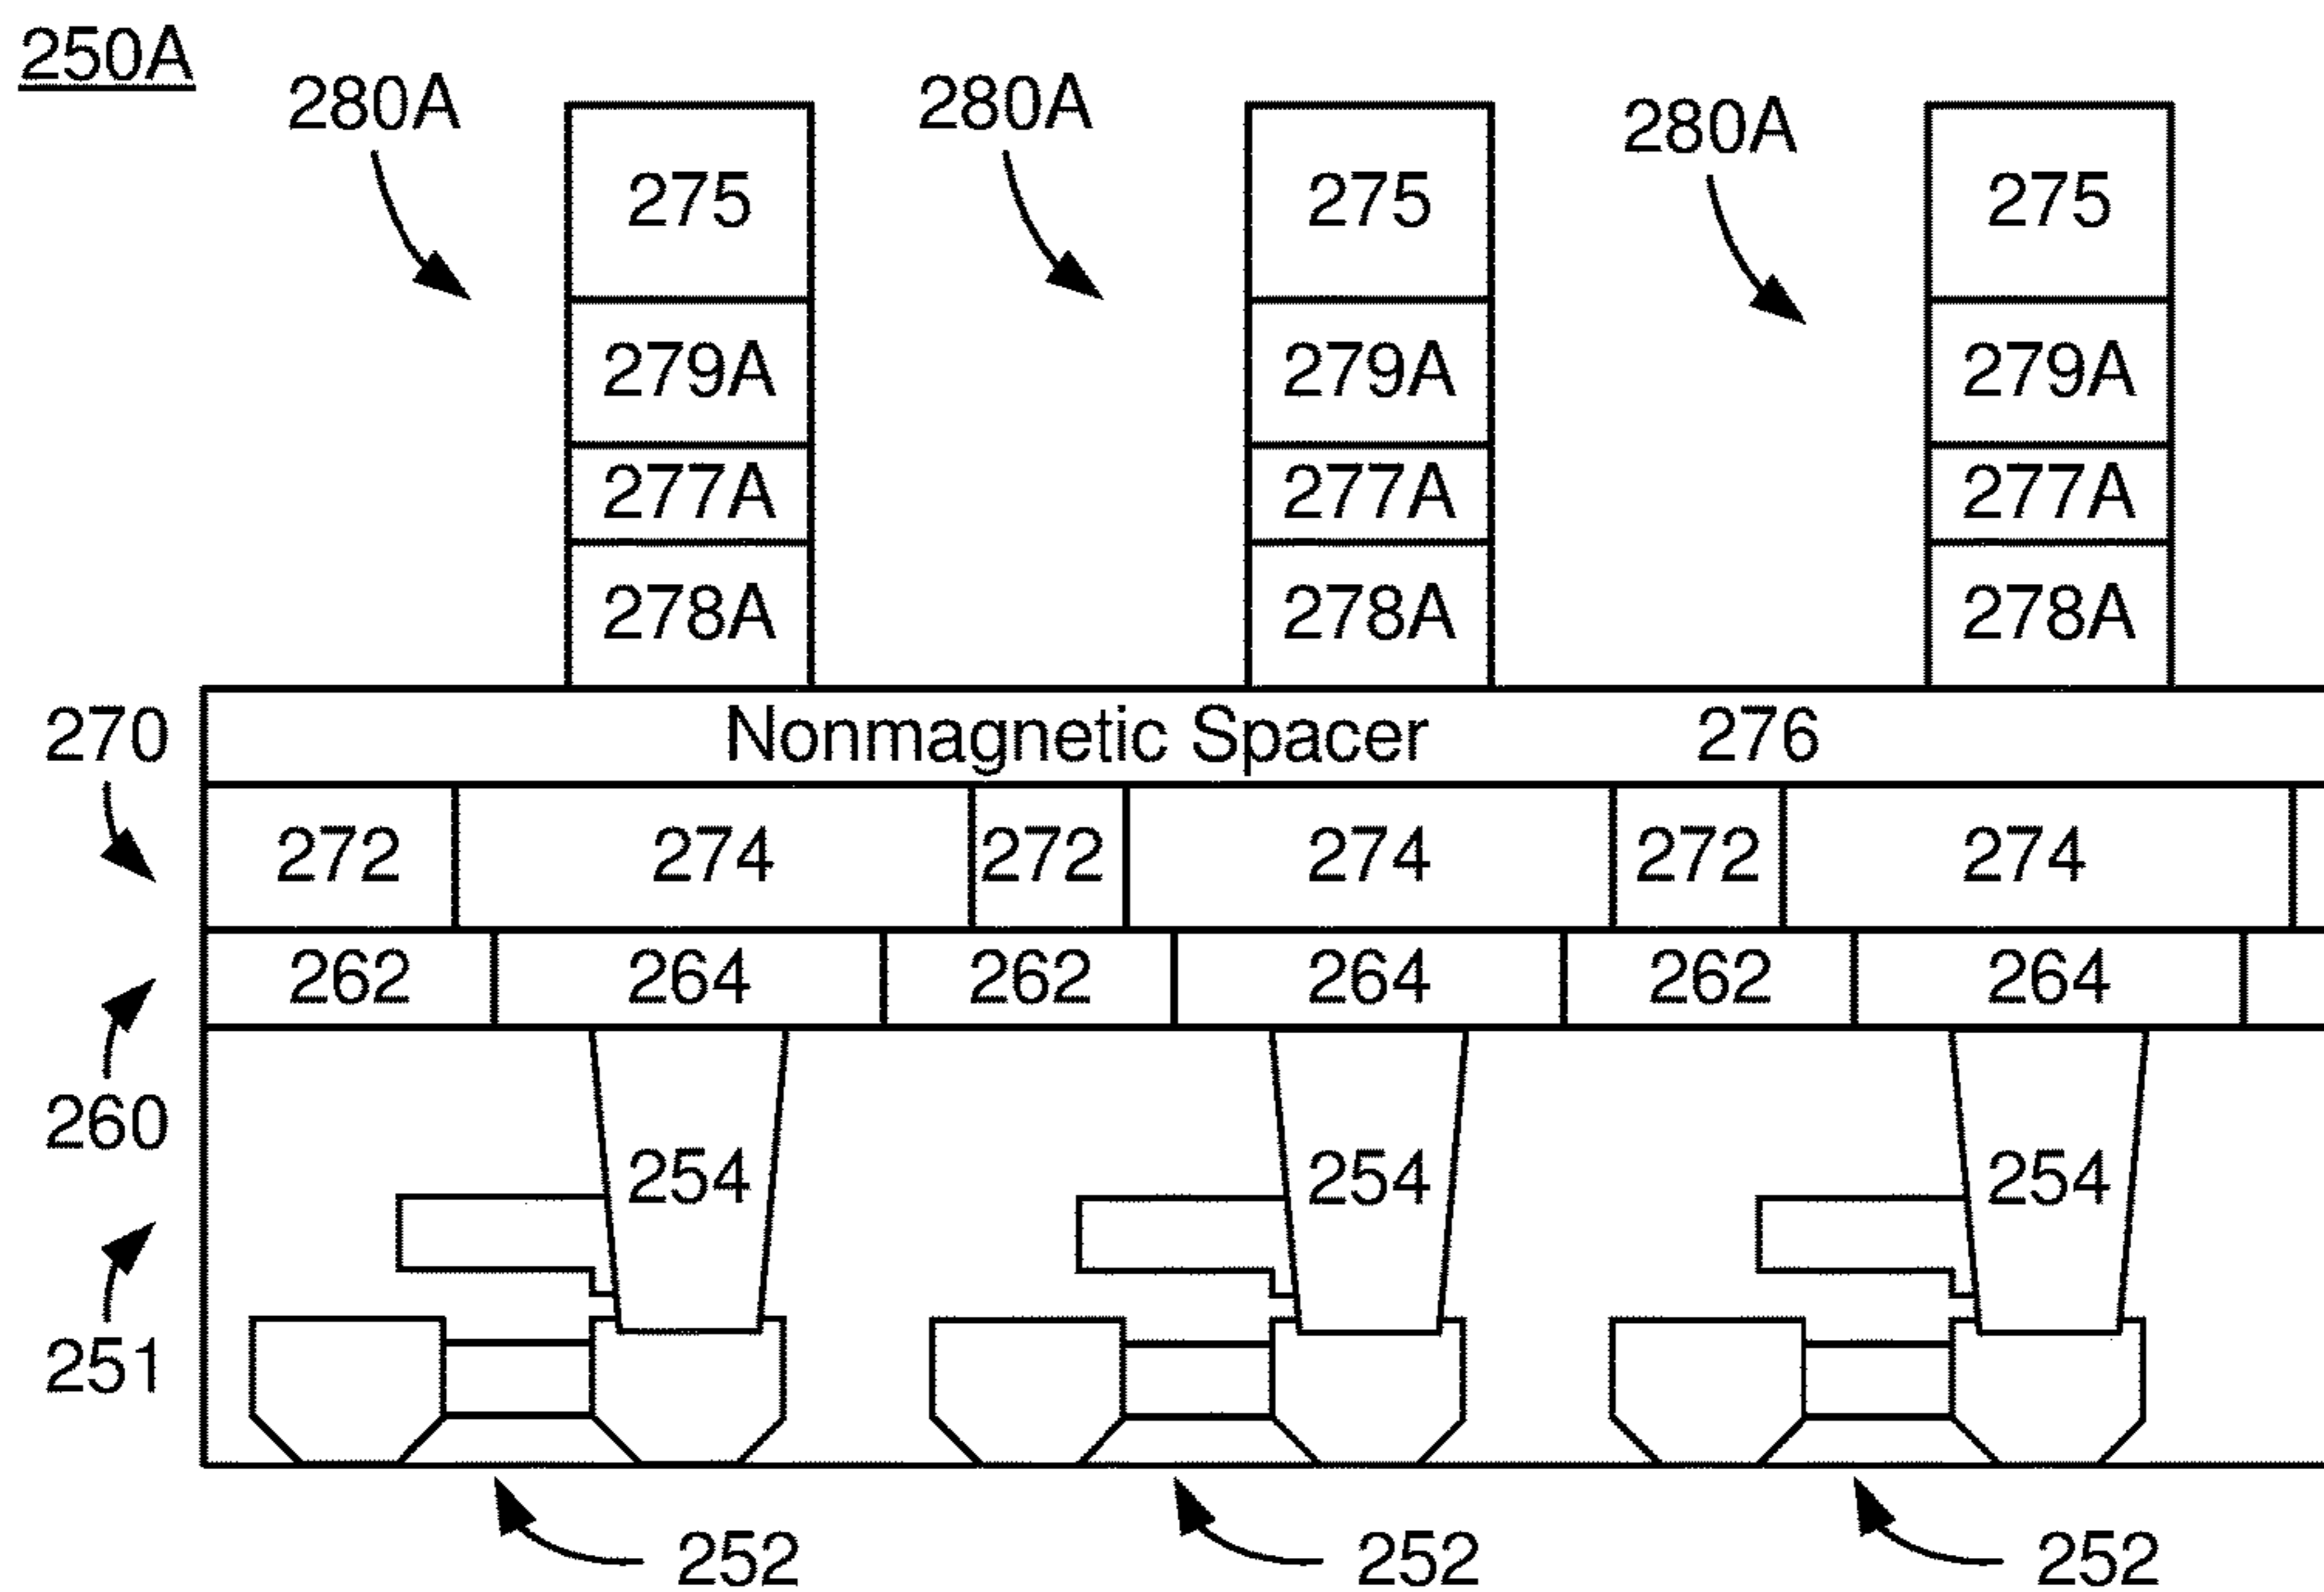 250A
280A 280A 280A
275 275 275
279A 279A 279A
277A 277A 277A
278A 278A 278A
270 Nonmagnetic Spacer 276
272 274 272 274 272 274
262 264 262 264 262 264
260
254 254 254
251
252 252 252